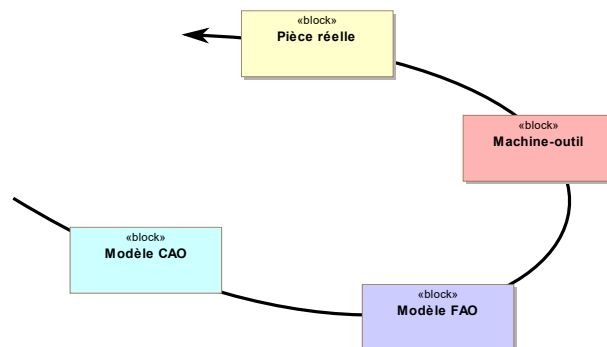 «block»
Pièce réelle
«block»
Machine-outil
«block»
Modèle CAO
«block»
Modèle FAO